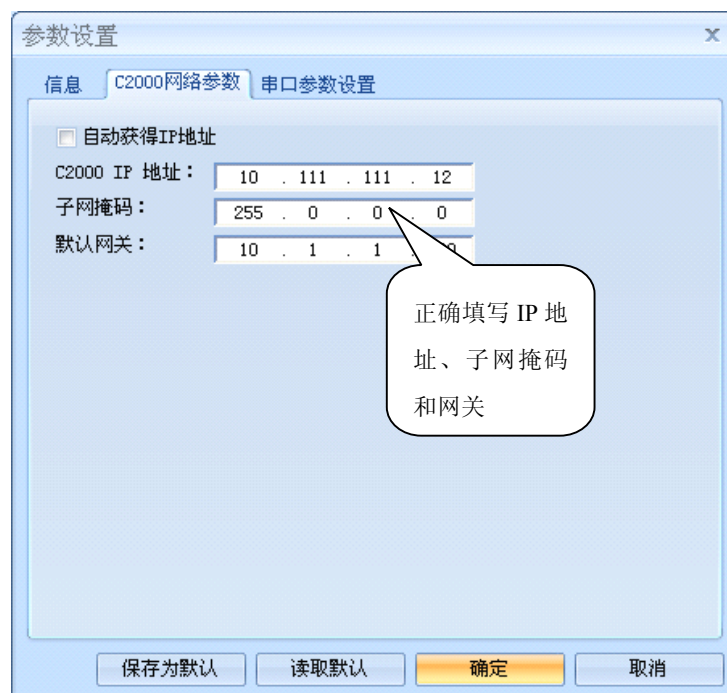 参数设置
信息 C2000网络参数 串口参数设置
自动获得IP地址
C2000 IP 地址： 10 . 111 . 111 . 12
子网掩码： 255 . 0 . 0 . 0
默认网关： 10 . 1 . 1 .
正确填写 IP 地
址、子网掩码
和网关
保存为默认 读取默认 确定 取消